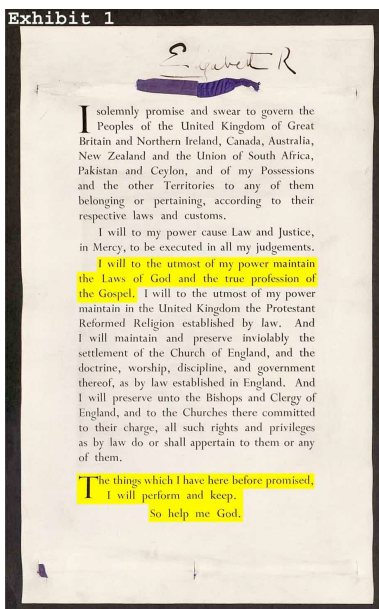 Exhibit 1
Elizabeth R
I solemnly promise and swear to govern the
Peoples of the United Kingdom of Great
Britain and Northern Ireland, Canada, Australia,
New Zealand and the Union of South Africa,
Pakistan and Ceylon, and of my Possessions
and the other Territories to any of them
belonging or pertaining, according to their
respective laws and customs.
I will to my power cause Law and Justice,
in Mercy, to be executed in all my judgements.
I will to the utmost of my power maintain
the Laws of God and the true profession of
the Gospel. I will to the utmost of my power
maintain in the United Kingdom the Protestant
Reformed Religion established by law. And
I will maintain and preserve inviolably the
settlement of the Church of England, and the
doctrine, worship, discipline, and government
thereof, as by law established in England. And
I will preserve unto the Bishops and Clergy of
England, and to the Churches there committed
to their charge, all such rights and privileges
as by law do or shall appertain to them or any
of them.
The things which I have here before promised,
I will perform and keep.
So help me God.